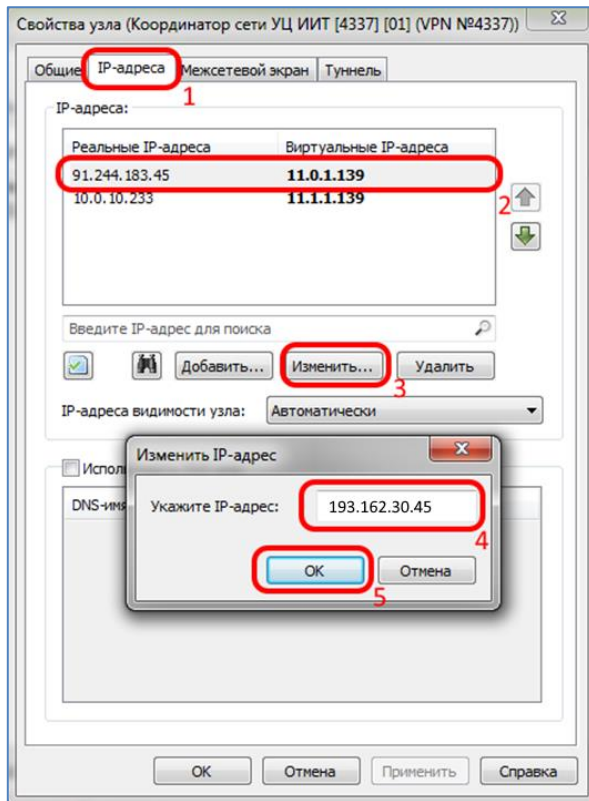 Свойства узла (Координатор сети УЦ ИИТ [4337] [01] (VPN №4337))
Общие IP-адреса Межсетевой экран Туннель
1
IP-адреса:
Реальные IP-адреса Виртуальные IP-адреса
91.244.183.45 11.0.1.139
10.0.10.233 11.1.1.139
2
Введите IP-адрес для поиска
Добавить... Изменить... Удалить
3
IP-адреса видимости узла: Автоматически
Изменить IP-адрес
Укажите IP-адрес: 193.162.30.45
4
OK Отмена
5
OK Отмена Применить Справка